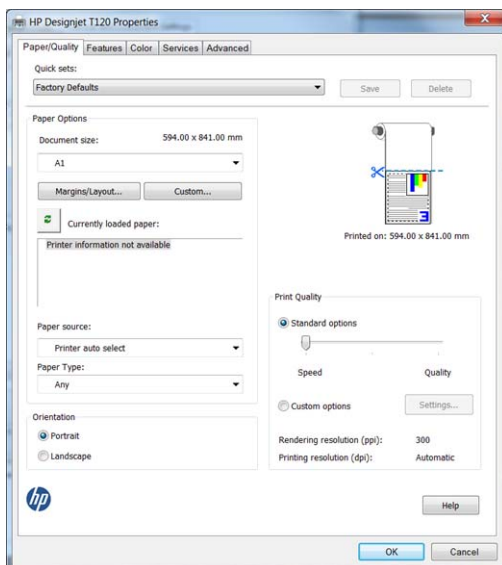 HP Designjet T120 Properties
Paper/Quality Features Color Services Advanced
Quick sets:
Factory Defaults
Save
Delete
Paper Options
Document size:
594.00 x 841.00 mm
A1
Margins/Layout...
Custom...
Currently loaded paper:
Printer information not available
Paper source:
Printer auto select
Paper Type:
Any
Orientation
Portrait
Landscape
3
Printed on: 594.00 x 841.00 mm
Print Quality
Standard options
Speed
Quality
Custom options
Settings...
Rendering resolution (ppi): 300
Printing resolution (dpi): Automatic
hp
Help
OK
Cancel